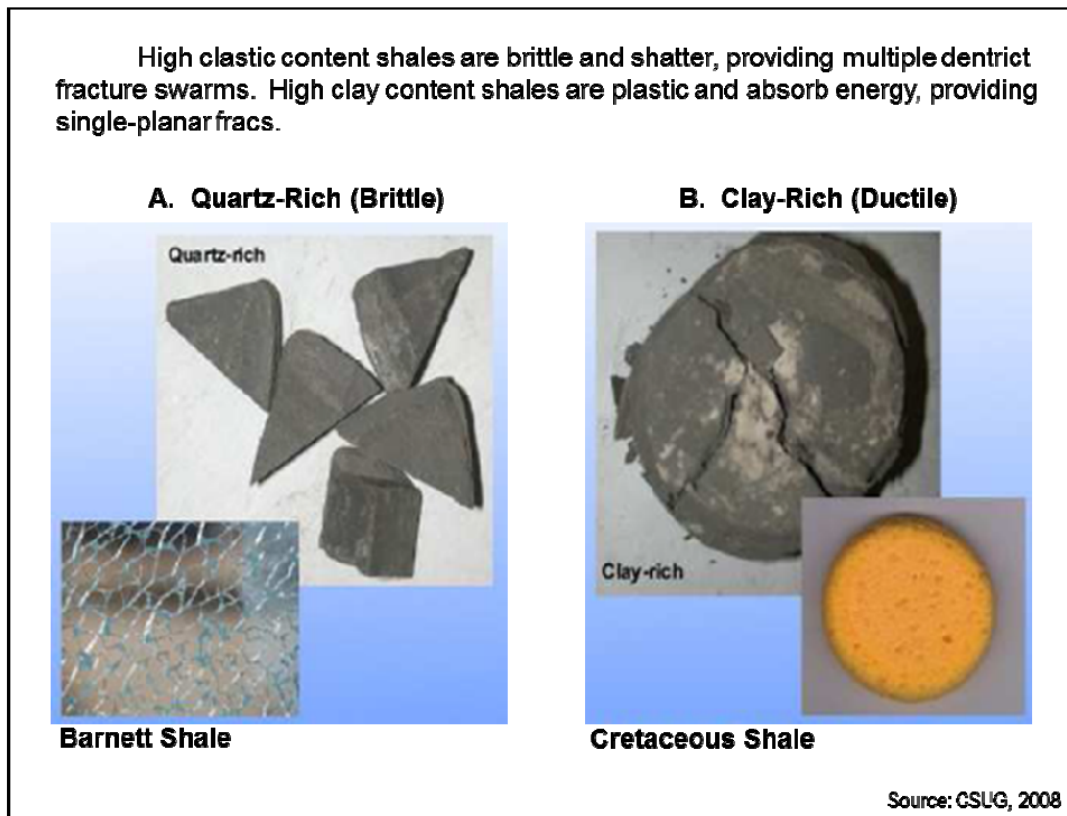 High clastic content shales are brittle and shatter, providing multiple dentric
fracture swarms. High clay content shales are plastic and absorb energy, providing
single-planar fracs.
A. Quartz-Rich (Brittle)
B. Clay-Rich (Ductile)
Quartz-rich
Clay-rich
Barnett Shale
Cretaceous Shale
Source: CSUG, 2008